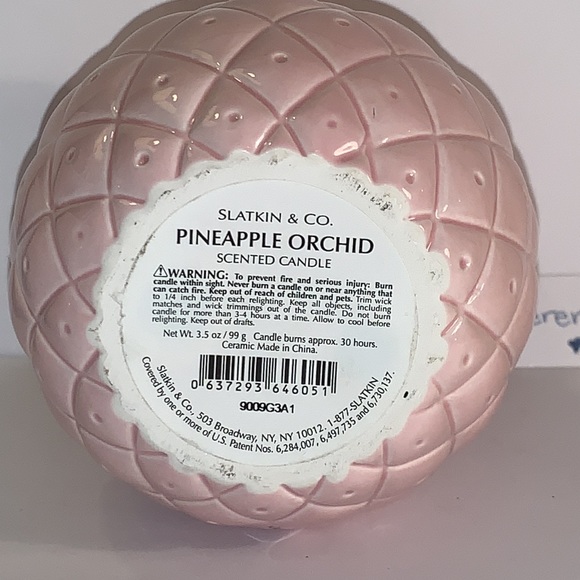 SLATKIN & CO.
PINEAPPLE ORCHID
SCENTED CANDLE
⚠WARNING: To prevent fire and serious injury: Burn
candle within sight. Never burn a candle on or near anything that
can catch fire. Keep out of reach of children and pets. Trim wick
to 1/4 inch before each relighting. Keep all objects, including
matches and wick trimmings out of the candle. Do not burn
candle for more than 3-4 hours at a time. Allow to cool before
relighting. Keep out of drafts.
Net Wt. 3.5 oz / 99 g Candle burns approx. 30 hours.
Ceramic Made in China.
0 637293 646051
9009G3A1
Slatkin & Co., 503 Broadway, NY, NY 10012. 1-877-SLATKIN
Covered by one or more of U.S. Patent Nos. 6,284,007, 6,497,735 and 6,730,137.